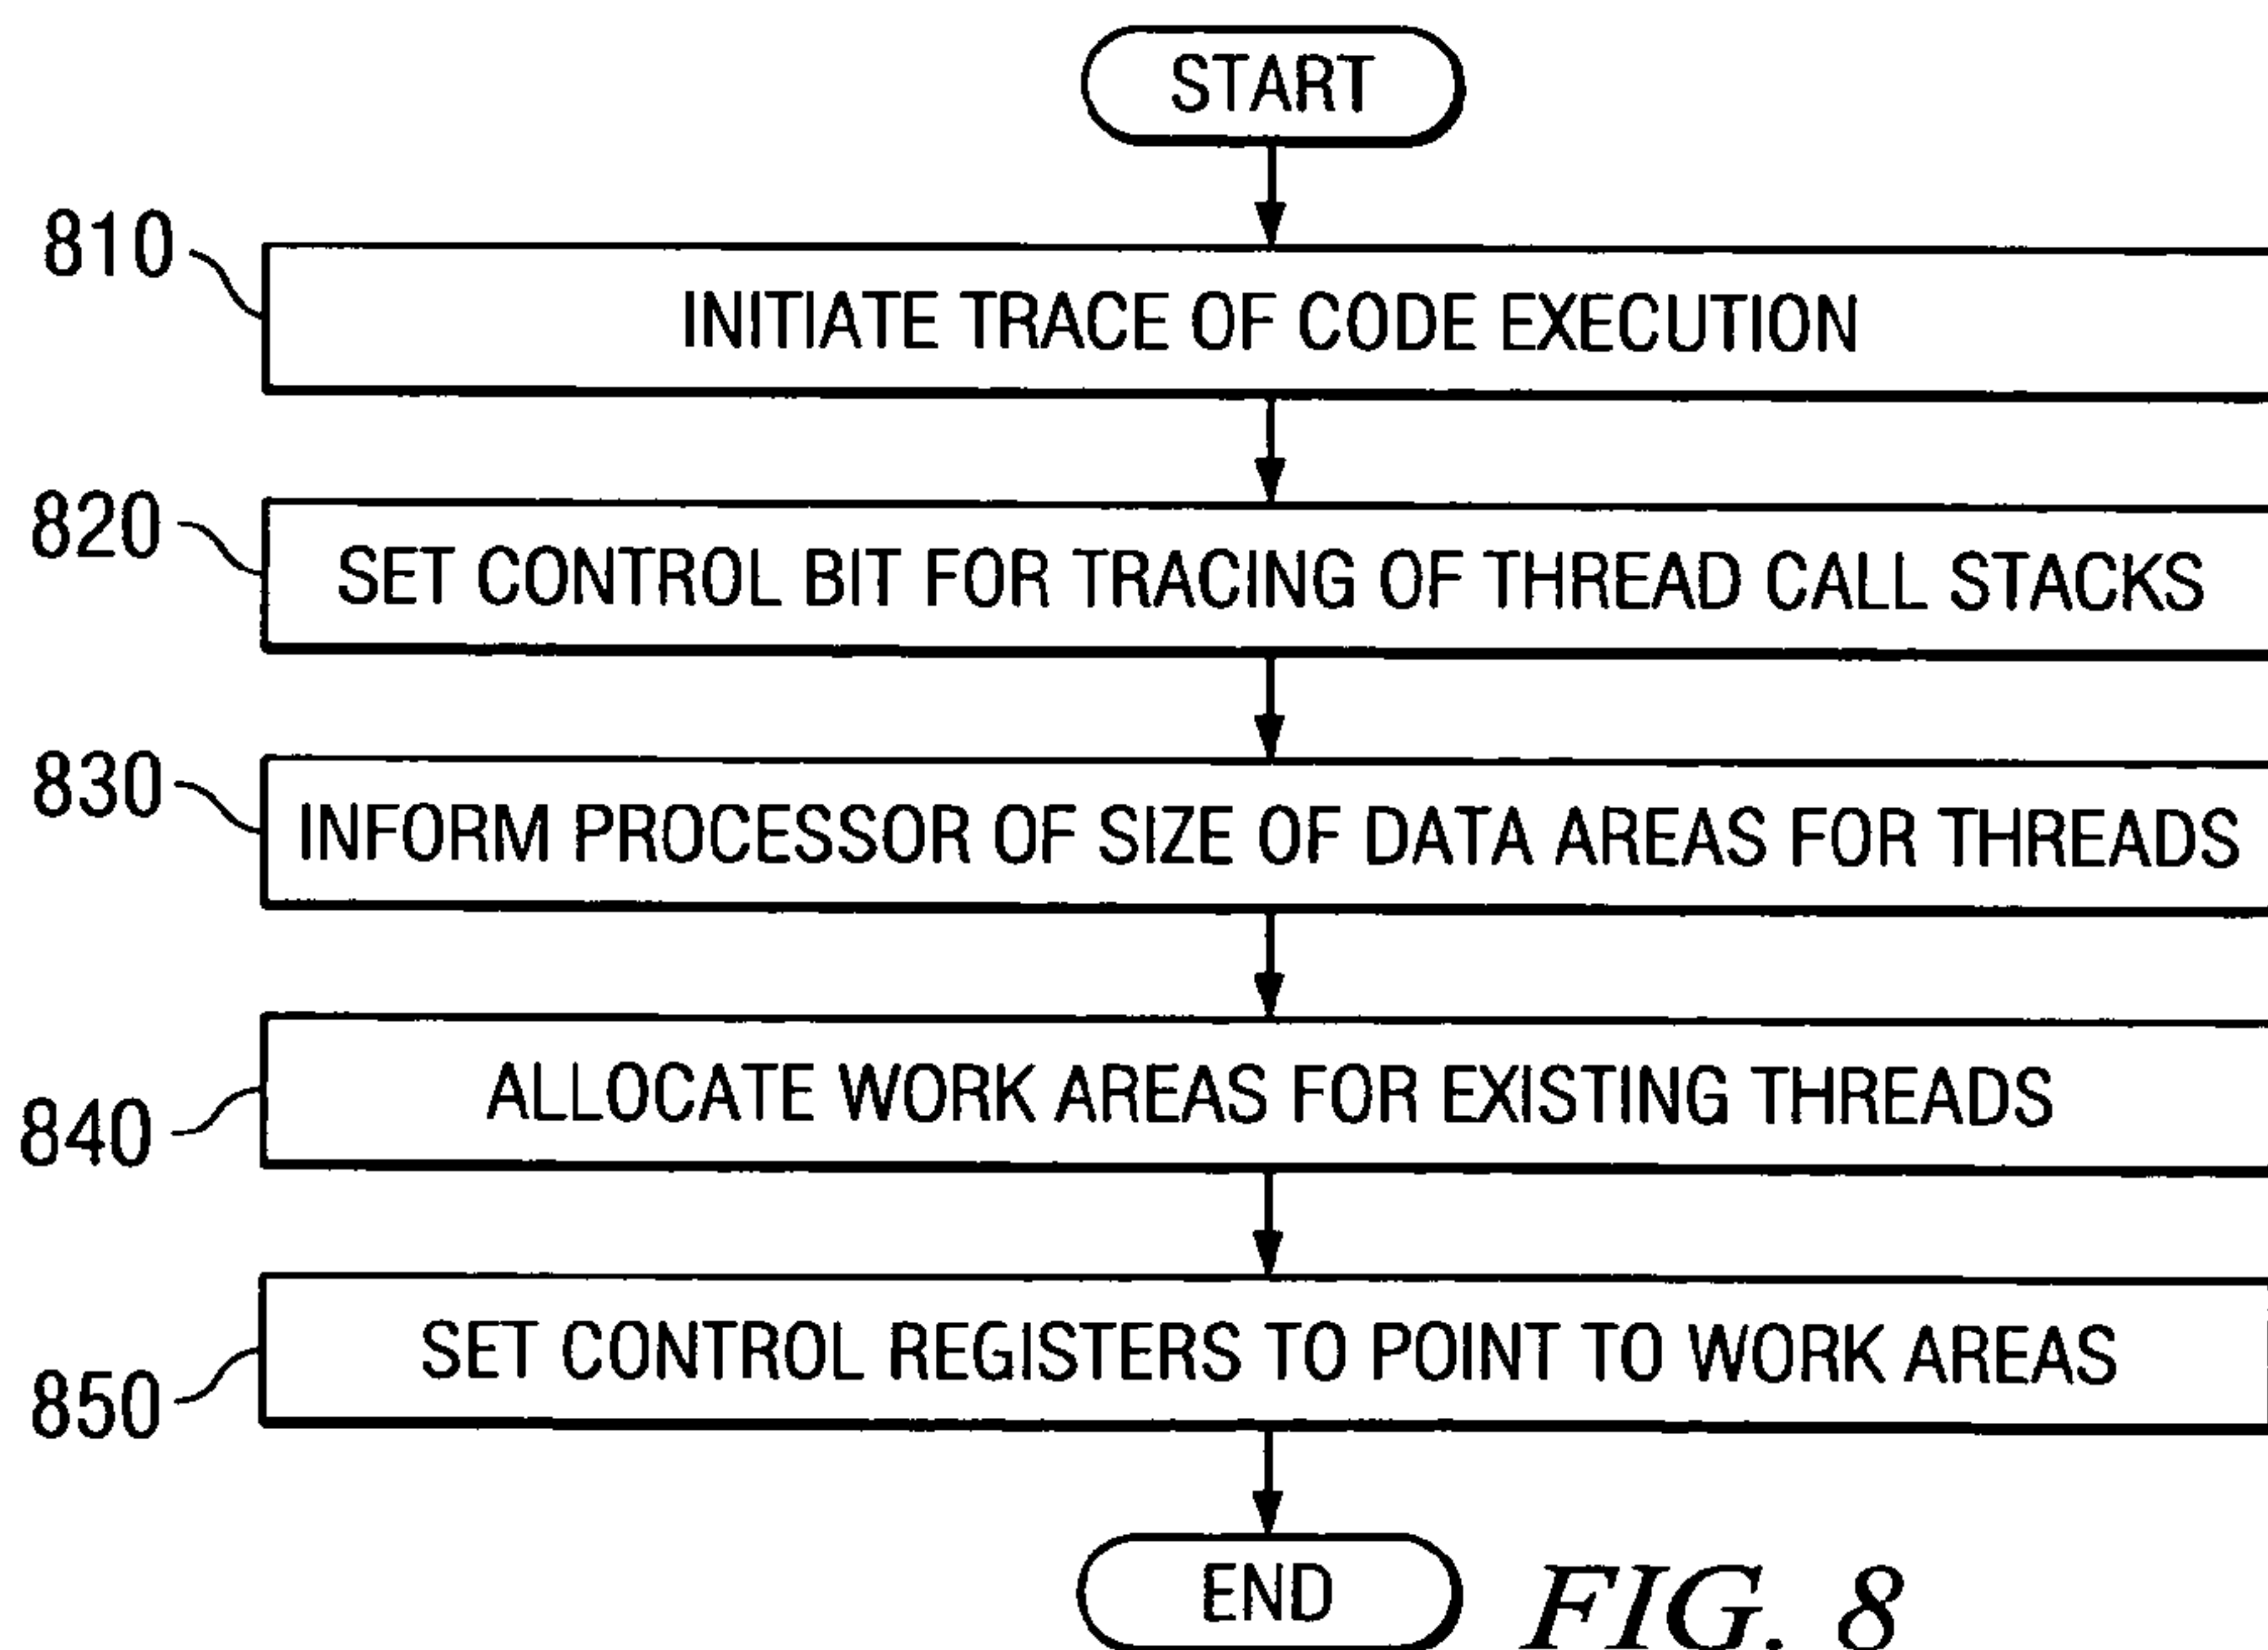 START
810
INITIATE TRACE OF CODE EXECUTION
820
SET CONTROL BIT FOR TRACING OF THREAD CALL STACKS
830
INFORM PROCESSOR OF SIZE OF DATA AREAS FOR THREADS
840
ALLOCATE WORK AREAS FOR EXISTING THREADS
850
SET CONTROL REGISTERS TO POINT TO WORK AREAS
END
FIG. 8